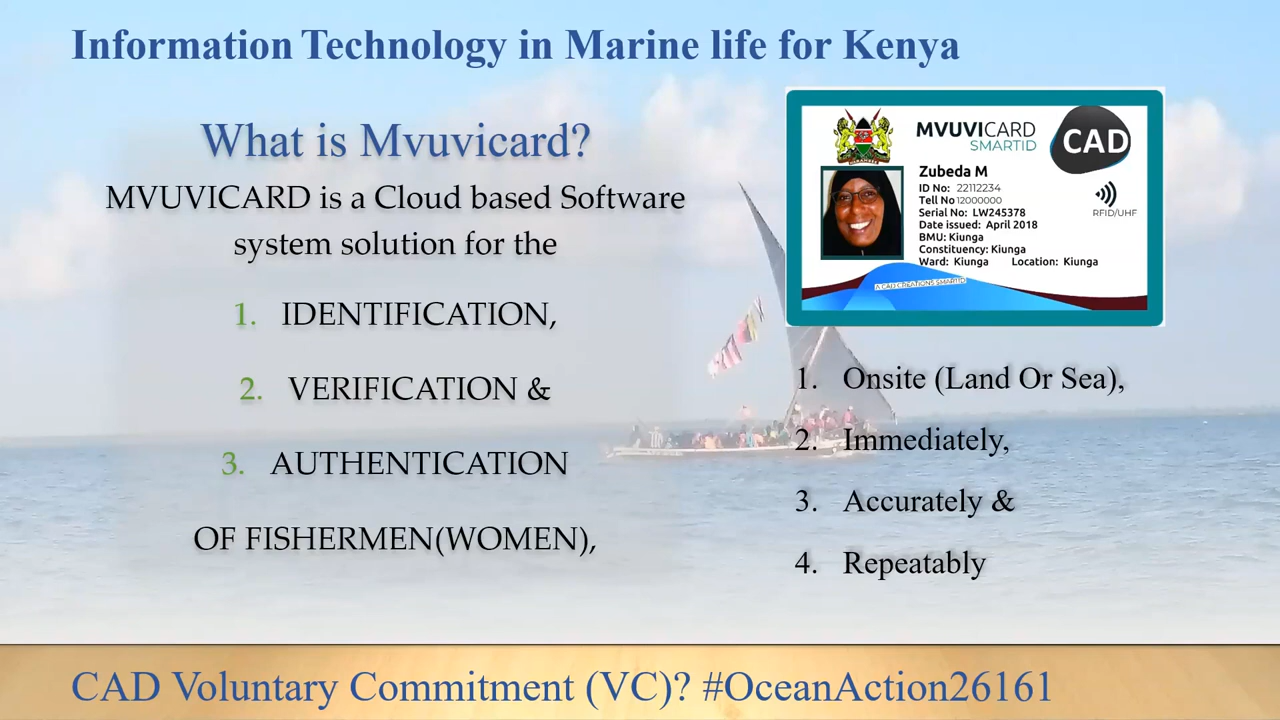 Information Technology in Marine life for Kenya
What is Mvuvicard?
MVUVICARD is a Cloud based Software
system solution for the
1. IDENTIFICATION,
2. VERIFICATION &
3. AUTHENTICATION
OF FISHERMEN(WOMEN),
MVUVICARD
SMARTID
CAD
Zubeda M
ID No: 22112234
Tell No 12000000
Serial No: LW245378
Date issued: April 2018
BMU: Kiunga
Constituency: Kiunga
Ward: Kiunga Location: Kiunga
RFID/UHF
A CAD CREATIONS SMARTID
1. Onsite (Land Or Sea),
2. Immediately,
3. Accurately &
4. Repeatably
CAD Voluntary Commitment (VC)? #OceanAction26161